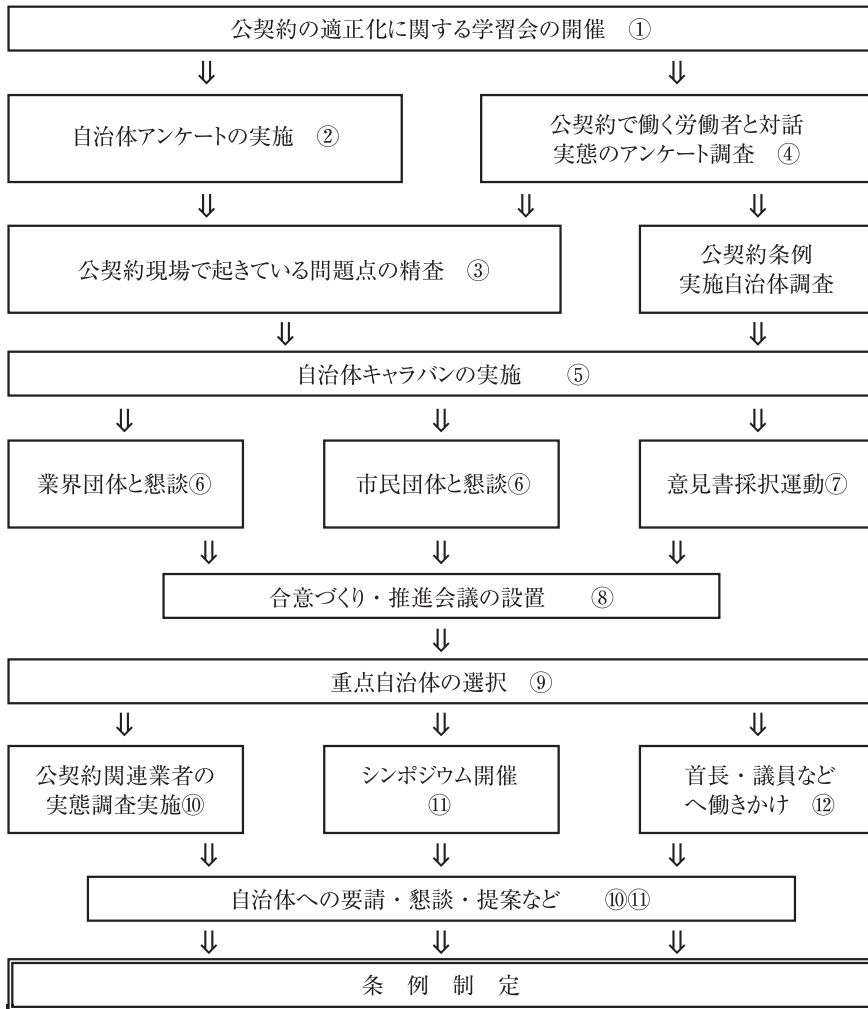 公契約の適正化に関する学習会の開催　①
自治体アンケートの実施　②
公契約で働く労働者と対話
実態のアンケート調査　④
公契約現場で起きている問題点の精査　③
公契約条例
実施自治体調査
自治体キャラバンの実施　⑤
業界団体と懇談⑥
市民団体と懇談⑥
意見書採択運動⑦
合意づくり・推進会議の設置　⑧
重点自治体の選択　⑨
公契約関連業者の
実態調査実施⑩
シンポジウム開催
⑪
首長・議員など
へ働きかけ　⑫
自治体への要請・懇談・提案など　⑩⑪
条　例　制　定